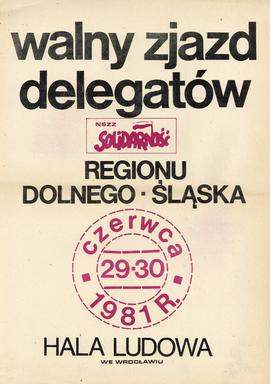 walny zjazd
delegatów
NSZZ
SOLIDARNOŚĆ
REGIONU
DOLNEGO-ŚLĄSKA
czerwca
29-30
1981 R.
HALA LUDOWA
WE WROCŁAWIU